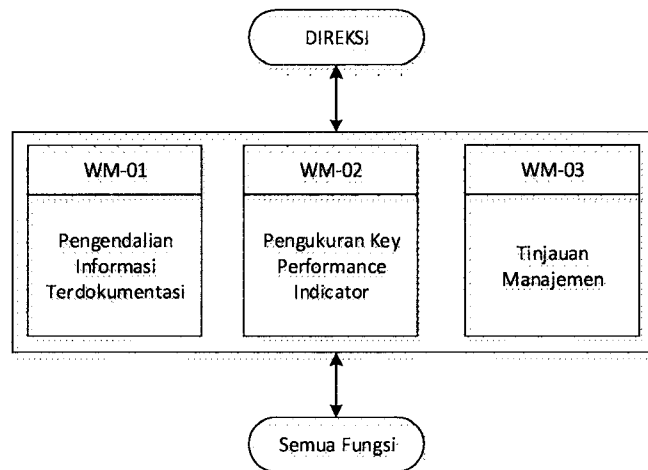 DIREKSI
WM-01
Pengendalian
Informasi
Terdokumentasi
WM-02
Pengukuran Key
Performance
Indicator
WM-03
Tinjauan
Manajemen
Semua Fungsi